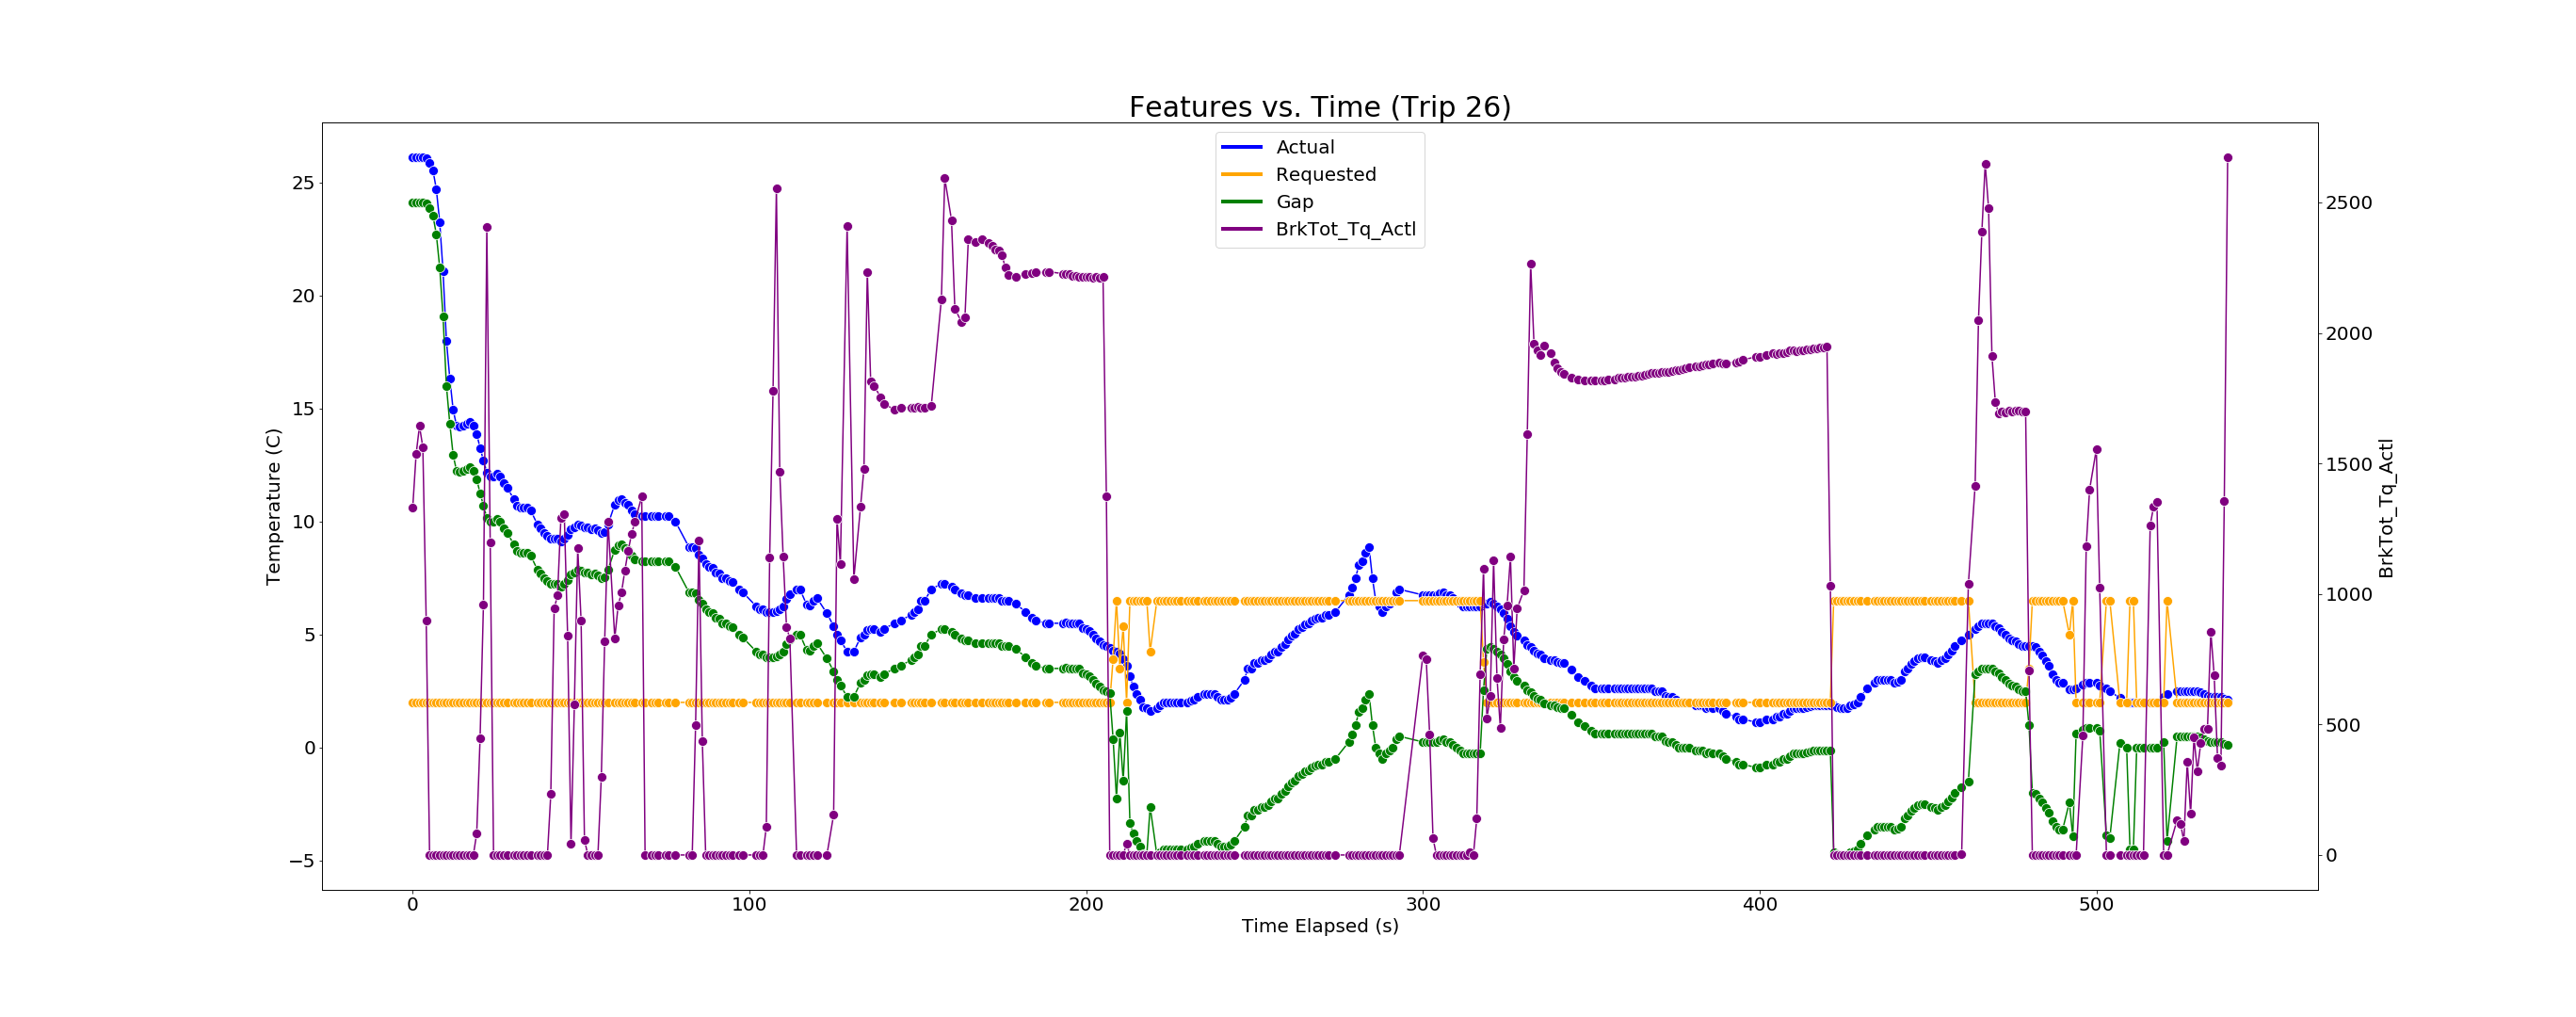 Features vs. Time (Trip 26)
Actual
Requested
Gap
BrkTot_Tq_Actl
Temperature (C)
25
20
15
10
5
0
−5
2500
2000
1500
1000
500
0
BrkTot_Tq_Actl
0 100 200 300 400 500
Time Elapsed (s)